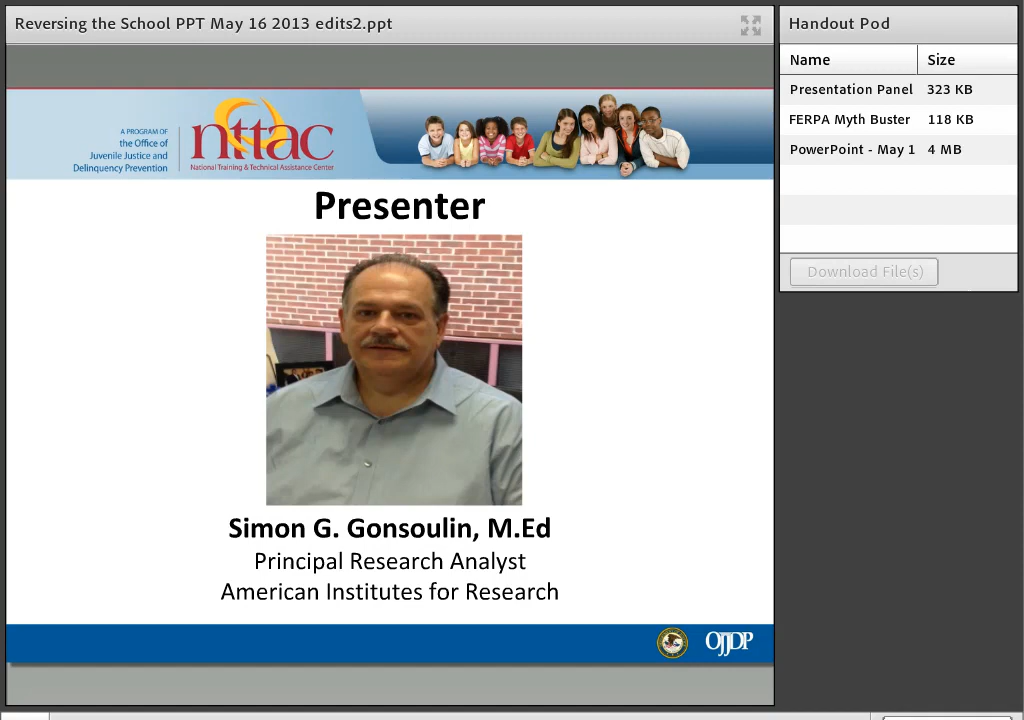 Reversing the School PPT May 16 2013 edits2.ppt
A PROGRAM OF
the Office of
Juvenile Justice and
Delinquency Prevention
nttac
National Training & Technical Assistance Center
Presenter
Simon G. Gonsoulin, M.Ed
Principal Research Analyst
American Institutes for Research
OJJDP
Handout Pod
Name Size
Presentation Panel 323 KB
FERPA Myth Buster 118 KB
PowerPoint - May 1 4 MB
Download File(s)